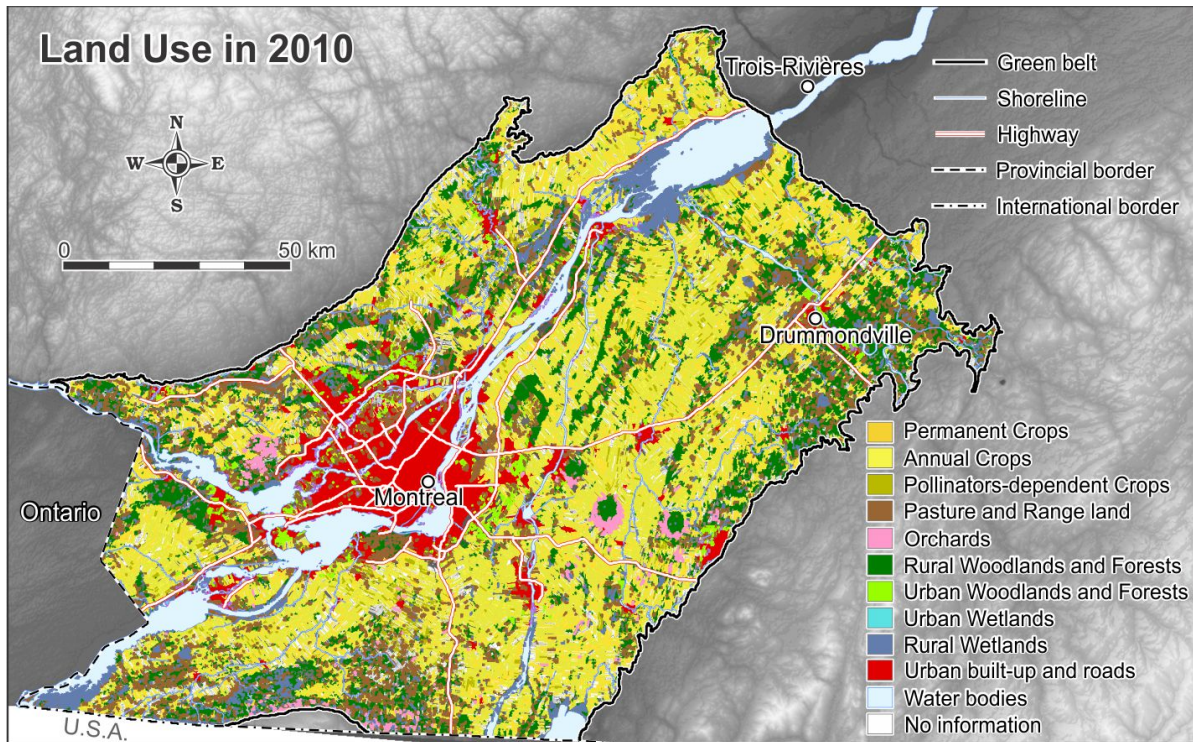 Land Use in 2010
N
W E
S
0 50 km
Trois-Rivières
Green belt
Shoreline
Highway
Provincial border
International border
Drummondville
Montreal
Ontario
U.S.A.
Permanent Crops
Annual Crops
Pollinators-dependent Crops
Pasture and Range land
Orchards
Rural Woodlands and Forests
Urban Woodlands and Forests
Urban Wetlands
Rural Wetlands
Urban built-up and roads
Water bodies
No information